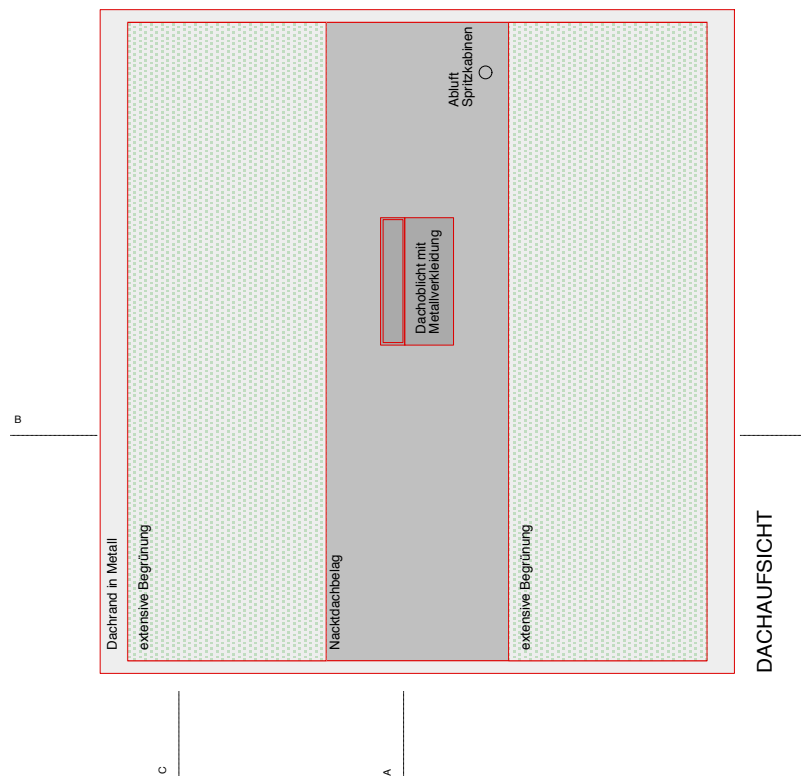 Dachrand in Metall
extensive Begrünung
Nacktdachbelag
Dachoblicht mit
Metallverkleidung
Abluft
Spritzkabinen
extensive Begrünung
DACHAUFSICHT
B
C
A